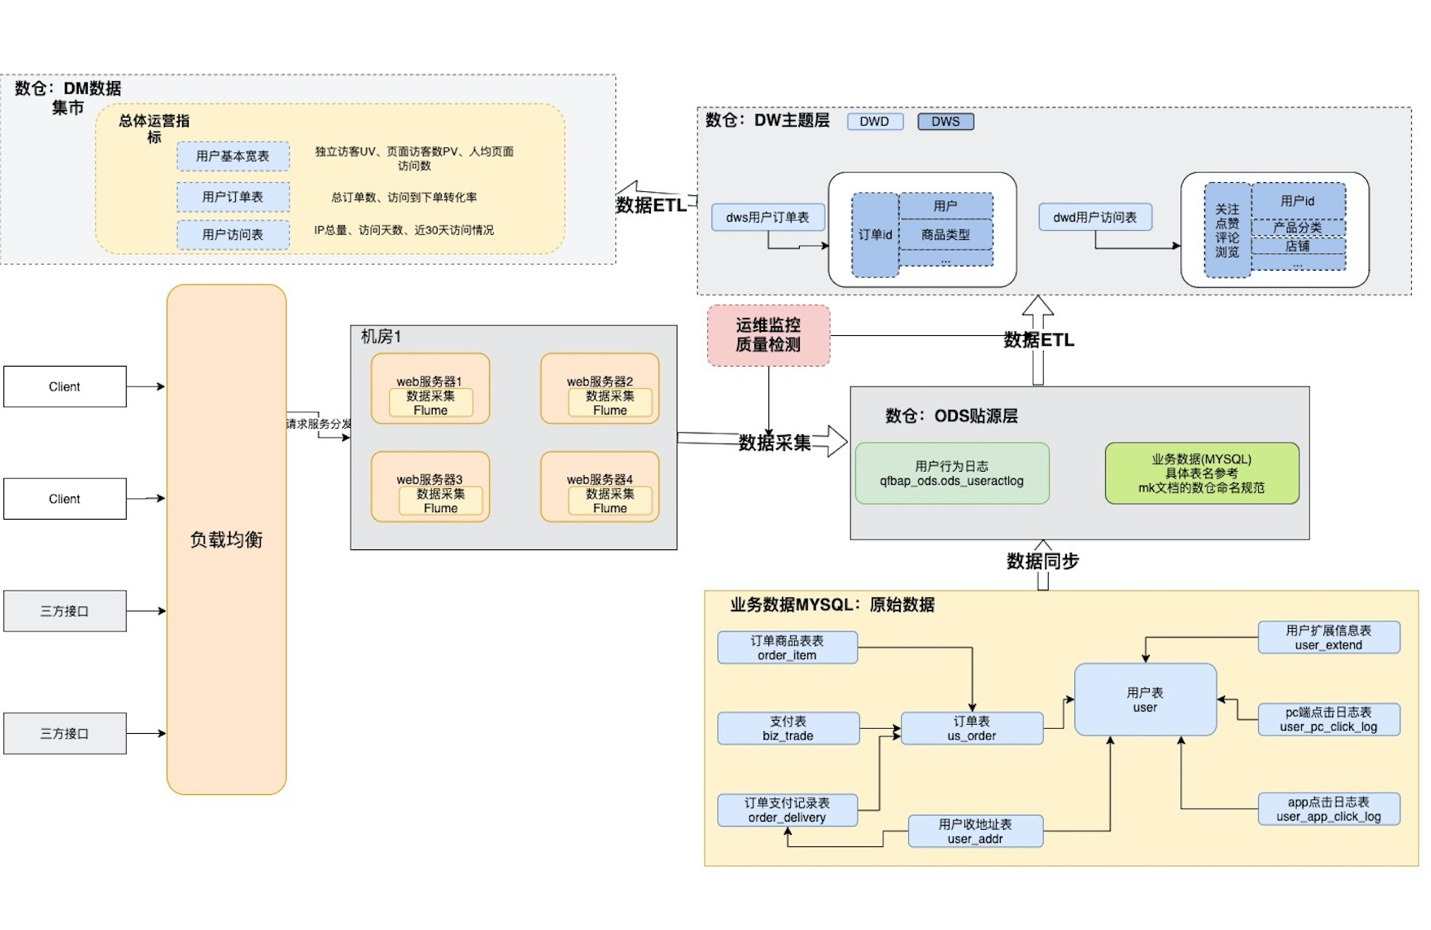 数仓：DM数据
集市
总体运营指
标
用户基本宽表
独立访客UV、页面访客数PV、人均页面
访问数
用户订单表
总订单数、访问到下单转化率
用户访问表
IP总量、访问天数、近30天访问情况
数据ETL
数仓：DW主题层
DWD
DWS
dws用户订单表
订单id
用户
商品类型
...
dwd用户访问表
关注
点赞
评论
浏览
用户id
产品分类
店铺
...
运维监控
质量检测
数据ETL
Client
Client
三方接口
三方接口
负载均衡
请求服务分发
机房1
web服务器1
数据采集
Flume
web服务器2
数据采集
Flume
web服务器3
数据采集
Flume
web服务器4
数据采集
Flume
数据采集
数仓：ODS贴源层
用户行为日志
qfbap_ods.ods_useractlog
业务数据(MYSQL)
具体表名参考
mk文档的数仓命名规范
数据同步
业务数据MYSQL：原始数据
订单商品表表
order_item
支付表
biz_trade
订单支付记录表
order_delivery
订单表
us_order
用户收地址表
user_addr
用户表
user
用户扩展信息表
user_extend
pc端点击日志表
user_pc_click_log
app点击日志表
user_app_click_log